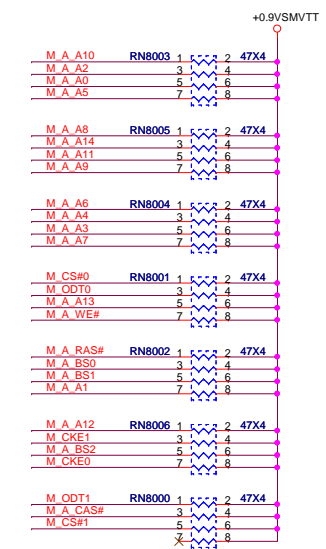 +0.9VSMVTT
M_A_A10 RN8003 1 2 47X4
M_A_A2 3 4
M_A_A0 5 6
M_A_A5 7 8
M_A_A8 RN8005 1 2 47X4
M_A_A14 3 4
M_A_A11 5 6
M_A_A9 7 8
M_A_A6 RN8004 1 2 47X4
M_A_A4 3 4
M_A_A3 5 6
M_A_A7 7 8
M_CS#0 RN8001 1 2 47X4
M_ODT0 3 4
M_A_A13 5 6
M_A_WE# 7 8
M_A_RAS# RN8002 1 2 47X4
M_A_BS0 3 4
M_A_BS1 5 6
M_A_A1 7 8
M_A_A12 RN8006 1 2 47X4
M_CKE1 3 4
M_A_BS2 5 6
M_CKE0 7 8
M_ODT1 RN8000 1 2 47X4
M_A_CAS# 3 4
M_CS#1 5 6
7 8